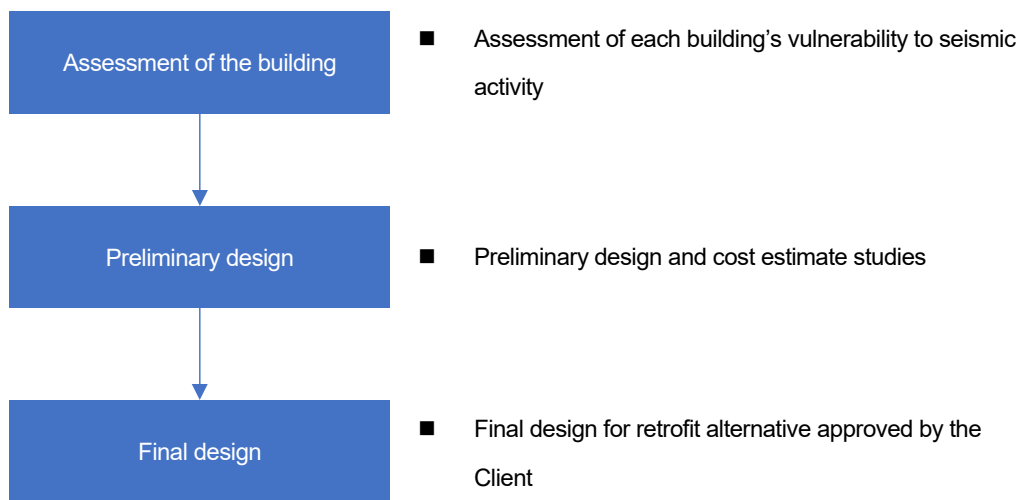 Assessment of the building
■ Assessment of each building’s vulnerability to seismic
activity
Preliminary design
■ Preliminary design and cost estimate studies
Final design
■ Final design for retrofit alternative approved by the
Client